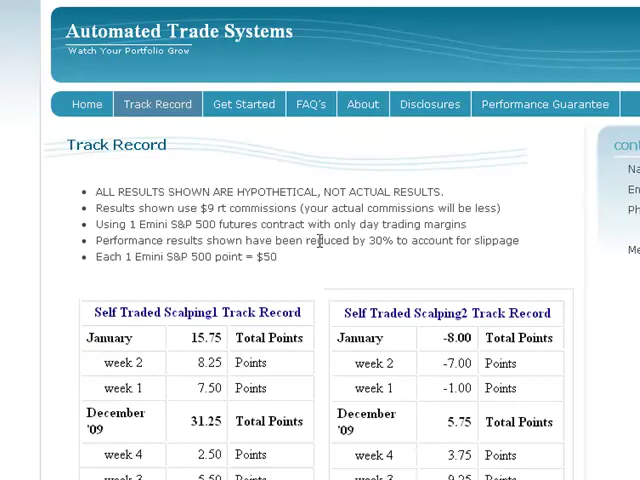 Automated Trade Systems
Watch Your Portfolio Grow
Home Track Record Get Started FAQ's About Disclosures Performance Guarantee
Track Record
ALL RESULTS SHOWN ARE HYPOTHETICAL, NOT ACTUAL RESULTS.
Results shown use $9 rt commissions (your actual commissions will be less)
Using 1 Emini S&P 500 futures contract with only day trading margins
Performance results shown have been reduced by 30% to account for slippage
Each 1 Emini S&P 500 point = $50
Self Traded Scalping1 Track Record
January 15.75 Total Points
week 2 8.25 Points
week 1 7.50 Points
December '09 31.25 Total Points
week 4 2.50 Points
Self Traded Scalping2 Track Record
January -8.00 Total Points
week 2 -7.00 Points
week 1 -1.00 Points
December '09 5.75 Total Points
week 4 3.75 Points